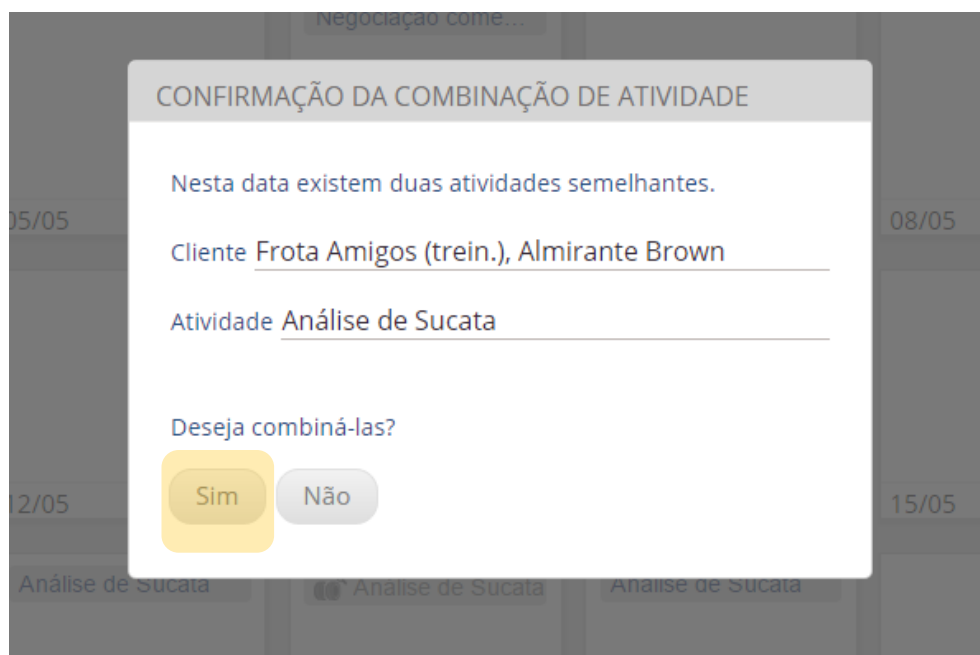 Negociação come...
CONFIRMAÇÃO DA COMBINAÇÃO DE ATIVIDADE
Nesta data existem duas atividades semelhantes.
05/05
08/05
Cliente Frota Amigos (trein.), Almirante Brown
Atividade Análise de Sucata
Deseja combiná-las?
Sim Não
12/05
15/05
Análise de Sucata
Análise de Sucata
Análise de Sucata